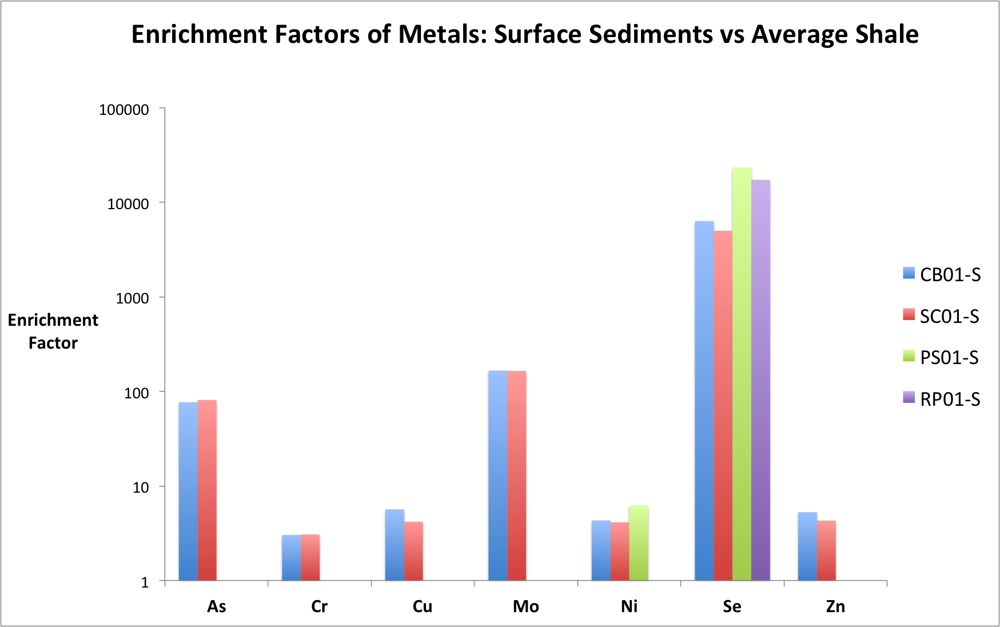 Enrichment Factors of Metals: Surface Sediments vs Average Shale
100000
10000
1000
100
10
1
Enrichment
Factor
As
Cr
Cu
Mo
Ni
Se
Zn
CB01-S
SC01-S
PS01-S
RP01-S